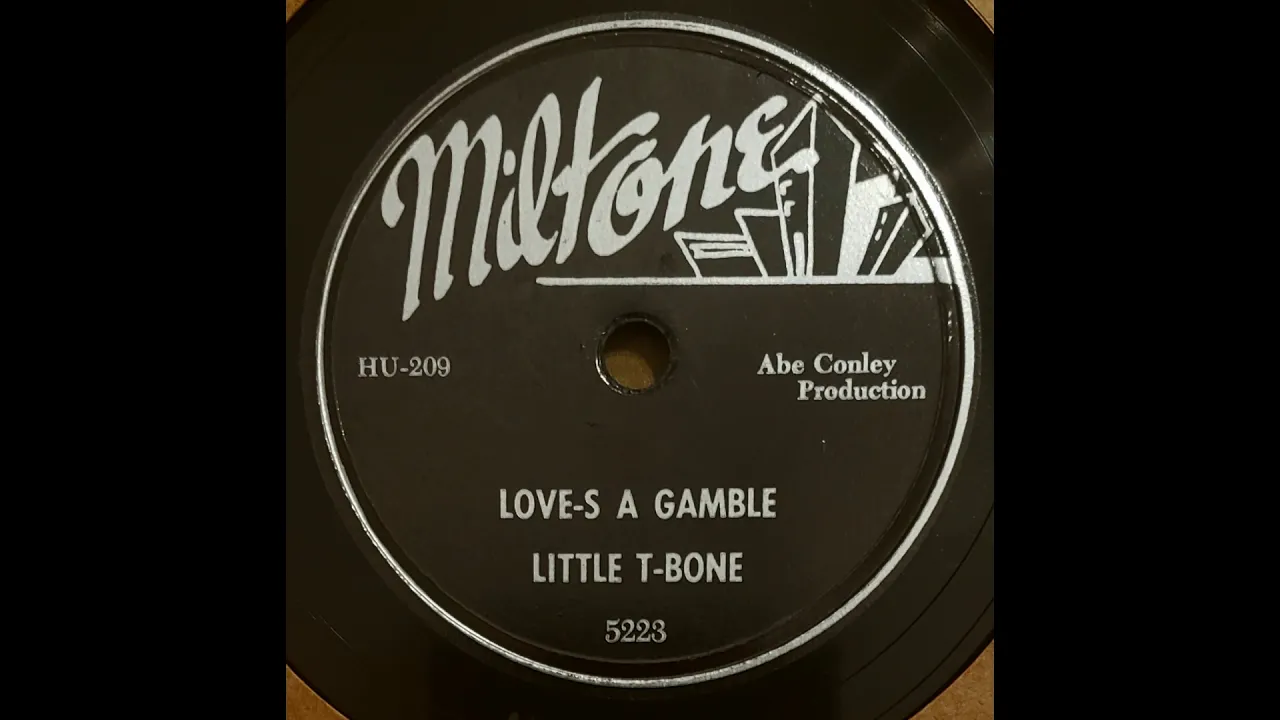 Miltone
HU-209
Abe Conley
Production
LOVE-S A GAMBLE
LITTLE T-BONE
5223